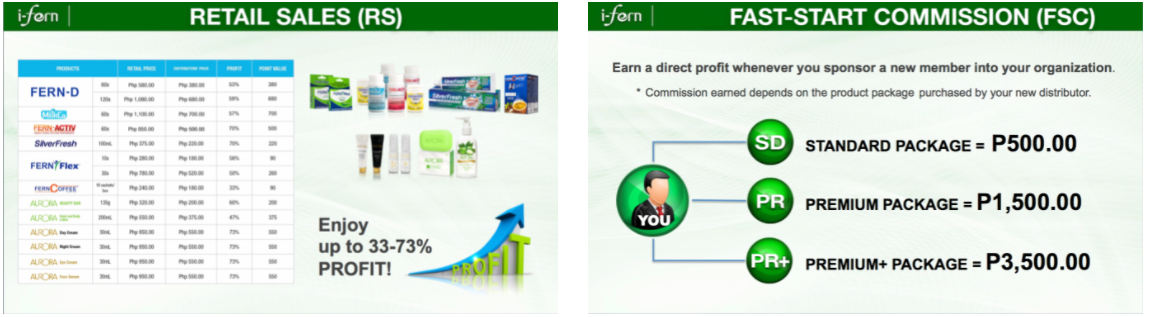 i-fern
RETAIL SALES (RS)
PRODUCTS RETAIL PRICE DISTRIBUTORS' PRICE PROFIT POINT VALUE
FERN-D
60s Php 580.00 Php 380.00 53% 380
120s Php 1,080.00 Php 680.00 59% 680
MilkCa 60s Php 1,100.00 Php 700.00 57% 700
FERN-ACTIV 60s Php 850.00 Php 500.00 70% 500
SilverFresh 100mL Php 375.00 Php 220.00 70% 220
FERN Flex
10s Php 280.00 Php 180.00 56% 90
30s Php 780.00 Php 520.00 50% 260
FERNCOFFEE Php 240.00 Php 180.00 33% 90
AURORA BEAUTY BAR 135g Php 320.00 Php 200.00 60% 200
AURORA 250mL Php 550.00 Php 375.00 47% 375
AURORA Day Cream 30mL Php 950.00 Php 550.00 73% 550
AURORA Night Cream 30mL Php 950.00 Php 550.00 73% 550
AURORA Eye Cream 30mL Php 950.00 Php 550.00 73% 550
AURORA 30mL Php 950.00 Php 550.00 73% 550
SilverFresh
Enjoy
up to 33-73%
PROFIT!
PROFIT
i-fern
FAST-START COMMISSION (FSC)
Earn a direct profit whenever you sponsor a new member into your organization.
* Commission earned depends on the product package purchased by your new distributor.
SD STANDARD PACKAGE = P500.00
YOU
PR PREMIUM PACKAGE = P1,500.00
PR+ PREMIUM+ PACKAGE = P3,500.00